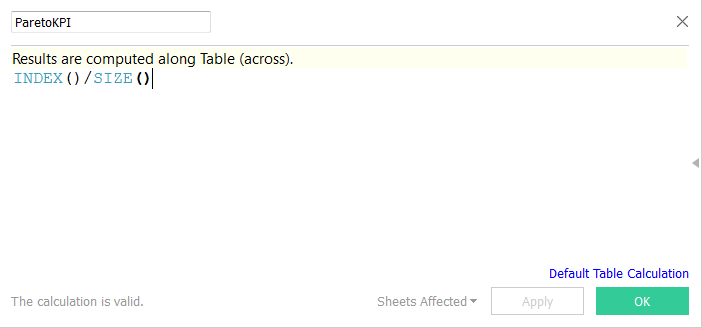 ParetoKPI
Results are computed along Table (across).
INDEX()/SIZE()
Default Table Calculation
The calculation is valid.
Sheets Affected
Apply
OK